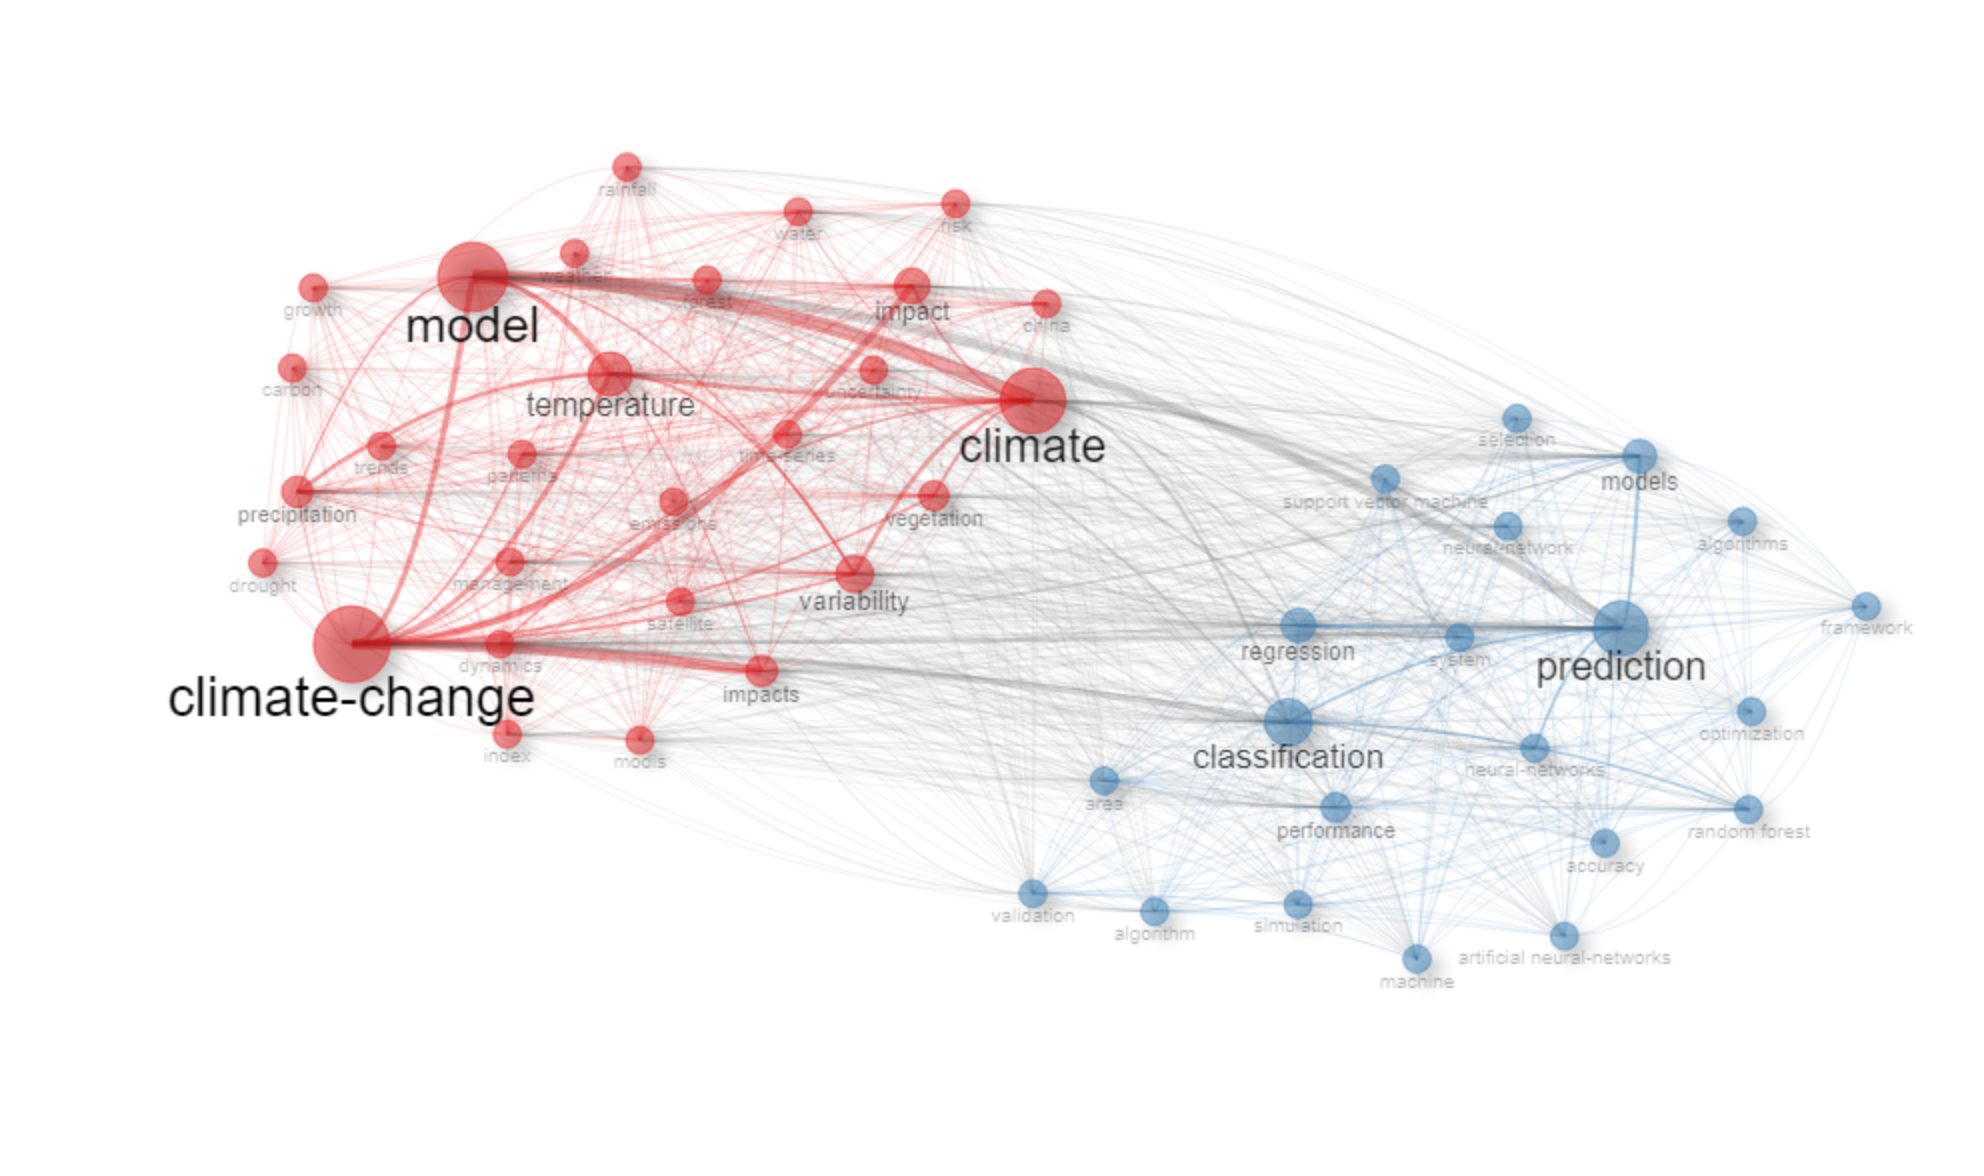 rainfall
risk
water
weather
forest
growth
impact
china
model
carbon
uncertainty
temperature
climate
selection
time-series
trends
patterns
models
support vector machine
precipitation
vegetation
emissions
neural-network
algorithms
drought
management
variability
satellite
framework
regression
system
dynamics
prediction
impacts
climate-change
optimization
index
modis
classification
neural-networks
area
performance
random forest
accuracy
validation
simulation
algorithm
artificial neural-networks
machine